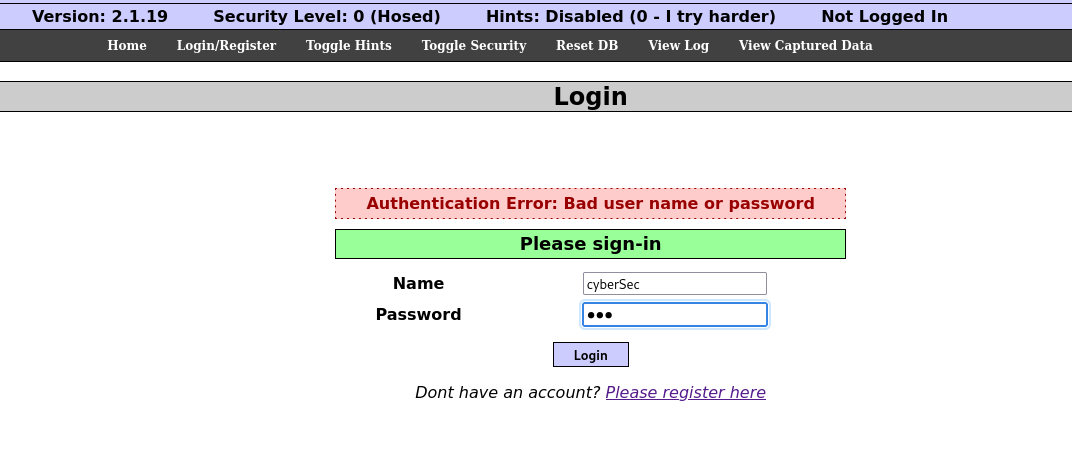 Version: 2.1.19 Security Level: 0 (Hosed) Hints: Disabled (0 - I try harder) Not Logged In
Home Login/Register Toggle Hints Toggle Security Reset DB View Log View Captured Data
Login
Authentication Error: Bad user name or password
Please sign-in
Name cyberSec
Password ●●●
Login
Dont have an account? Please register here